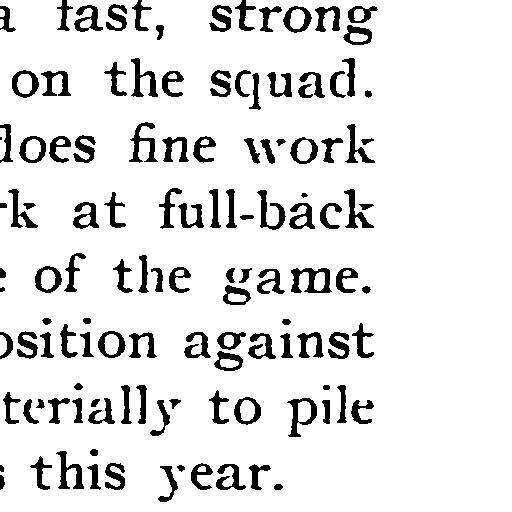 a fast, strong
on the squad.
does fine work
rk at full-back
e of the game.
osition against
terially to pile
s this year.